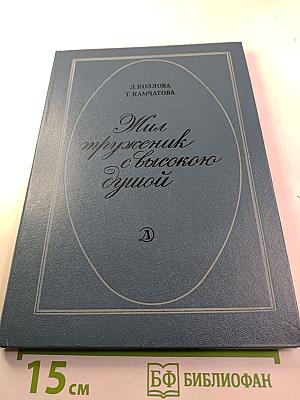 Л. КОЗЛОВА
Т. КАМЧАТОВА
Жил
труженик
с высокою
душой
Д
15 см
БФ БИБЛИОФАН